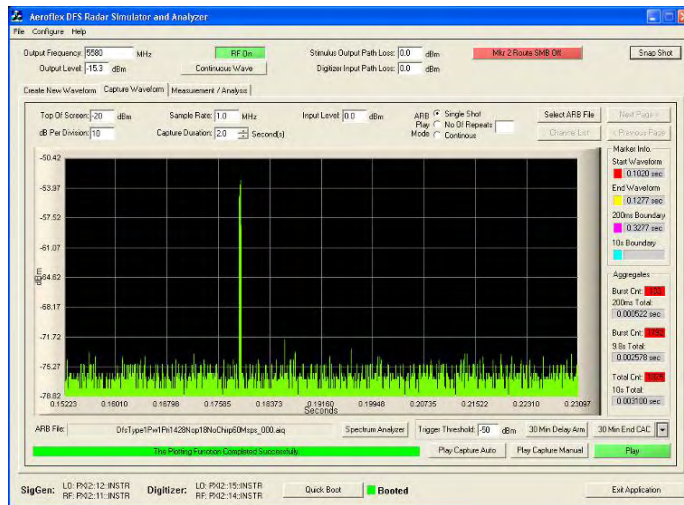 Aeroflex DFS Radar Simulator and Analyzer
File Configure Help
Output Frequency: 5580 MHz RF On Stimulus Output Path Loss: 0.0 dBm Mkr 2 Route SMB Off Snap Shot
Output Level: -15.3 dBm Continuous Wave Digitizer Input Path Loss: 0.0 dBm
Create New Waveform Capture Waveform Measurement / Analysis
Top Of Screen: -20 dBm Sample Rate: 1.0 MHz Input Level: 0.0 dBm ARB Single Shot Select ARB File Next Page >
Play No Of Repeats
dB Per Division: 10 Capture Duration: 2.0 Second(s) Mode Continous Channel List < Previous Page
Marker Info.
Start Waveform
0.1020 sec
End Waveform
0.1277 sec
200ms Boundary
0.3277 sec
10s Boundary
-50.42
-53.97
-57.52
-61.07
-64.62
-68.17
-71.72
-75.27
-78.82
dBm
0.15223 0.16010 0.16798 0.17585 0.18373 0.19160 0.19948 0.20735 0.21522 0.22310 0.23097
Seconds
Aggregates
Burst Cnt:
200ms Total:
0.000522 sec
Burst Cnt:
9.8s Total:
0.002578 sec
Total Cnt:
10s Total:
0.003100 sec
ARB File: DfsType1Pw1Pri1428Nop18NoChip60Msps_000.aiq Spectrum Analyzer Trigger Threshold: -50 dBm 30 Min Delay Arm 30 Min End CAC
The Plotting Function Completed Successfully Play Capture Auto Play Capture Manual Play
SigGen: LO: PXI2::12::INSTR Digitizer: LO: PXI2::15::INSTR Quick Boot Booted Exit Application
RF: PXI2::11::INSTR RF: PXI2::14::INSTR